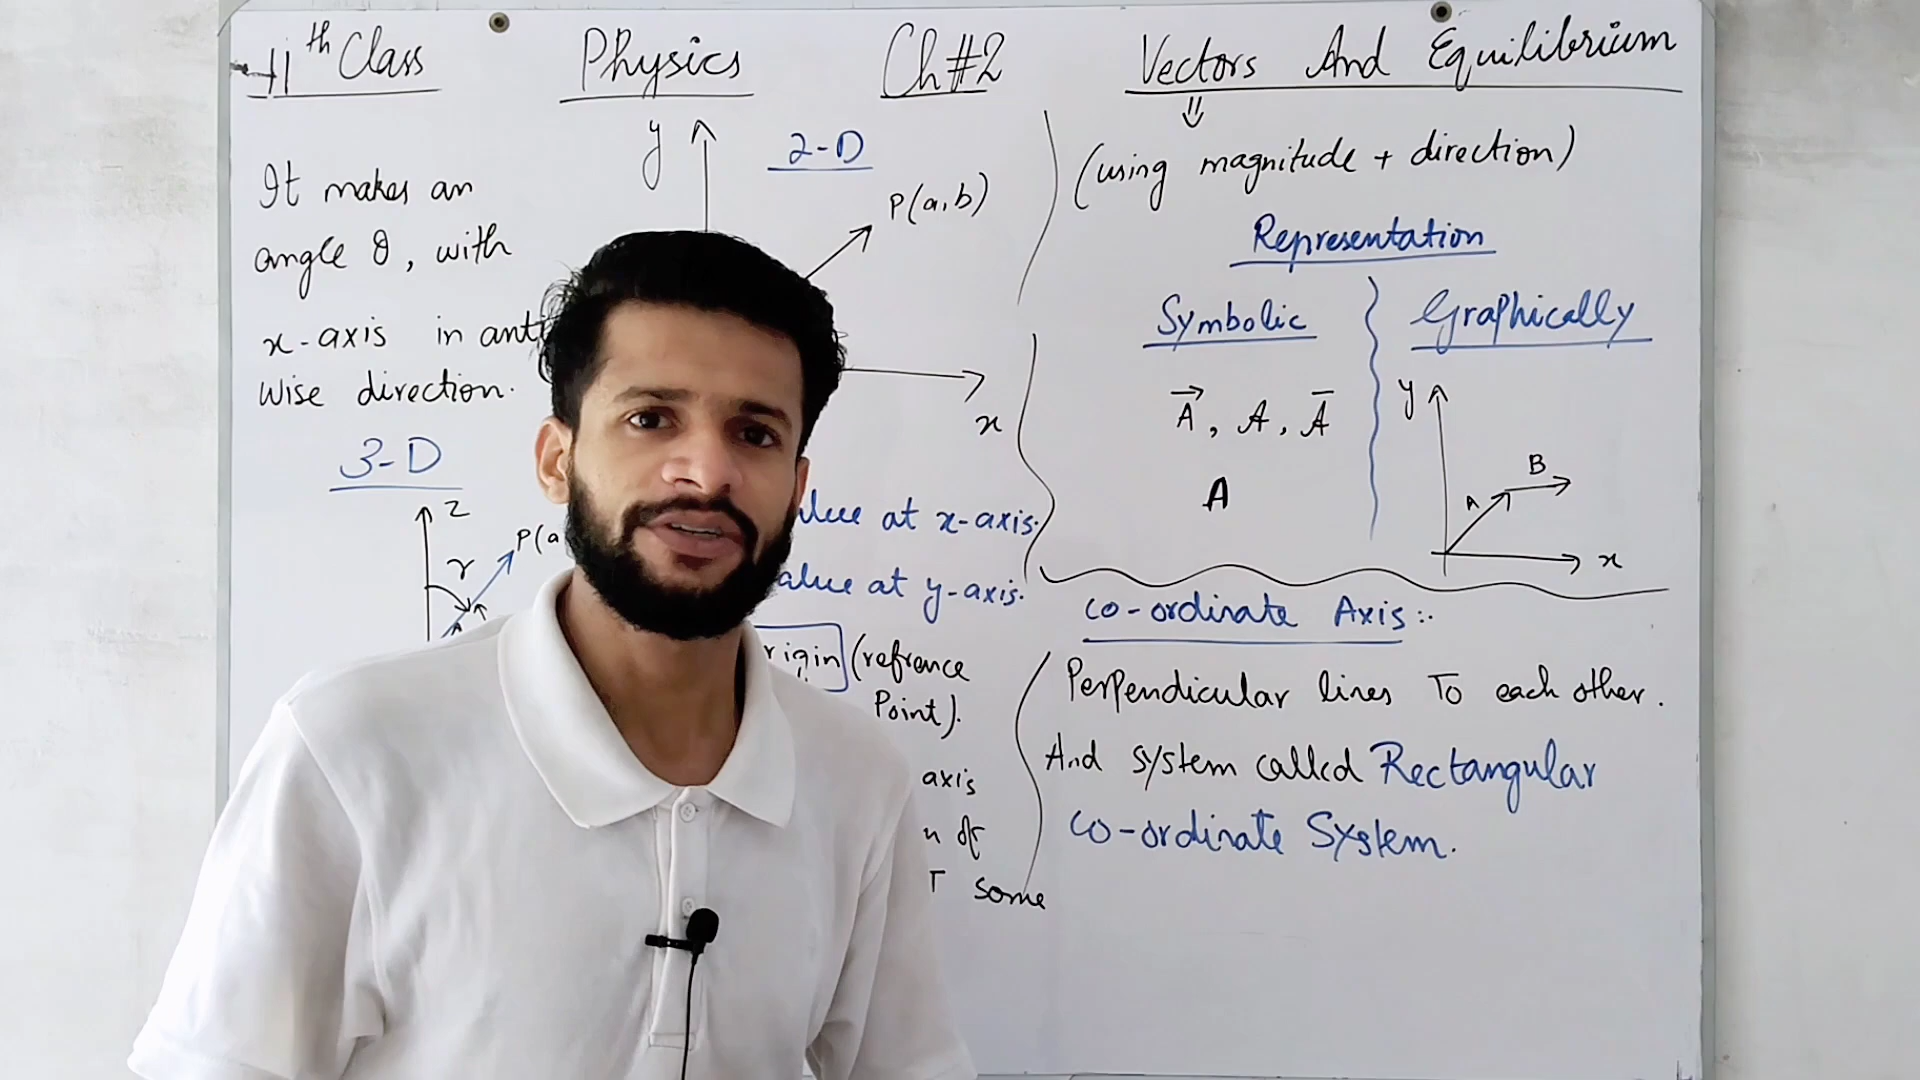 11th Class Physics Ch#2 Vectors And Equilibrium
It makes an
angle θ, with
x-axis in anti
wise direction.
3-D
z
γ
P(a
y
2-D
P(a,b)
x
value at x-axis.
value at y-axis.
rigin (refrence
Point).
axis
T some
(using magnitude + direction)
Representation
Symbolic
A⃗, A, A̅
A
Graphically
y
A
B
x
Co-ordinate Axis:-
Perpendicular lines To each other.
And system called Rectangular
Co-ordinate System.